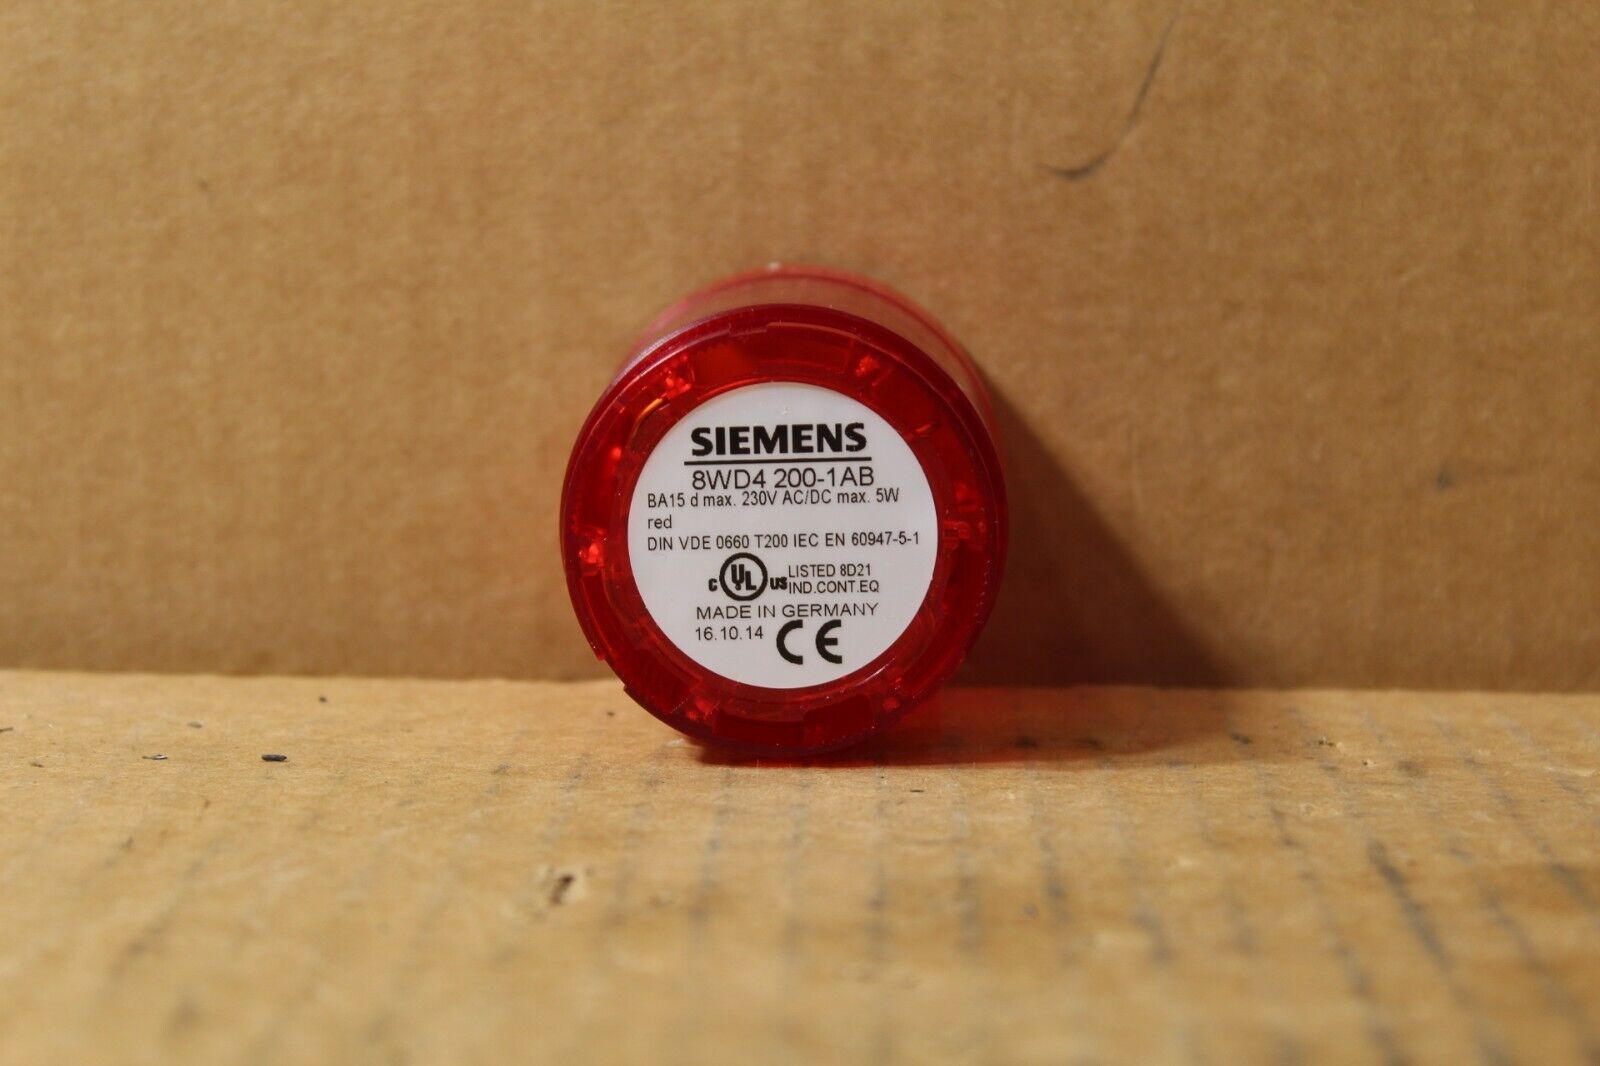 SIEMENS
8WD4 200-1AB
BA15 d max. 230V AC/DC max. 5W
red
DIN VDE 0660 T200 IEC EN 60947-5-1
c UL us LISTED 8D21
IND.CONT.EQ
MADE IN GERMANY
16.10.14 CE